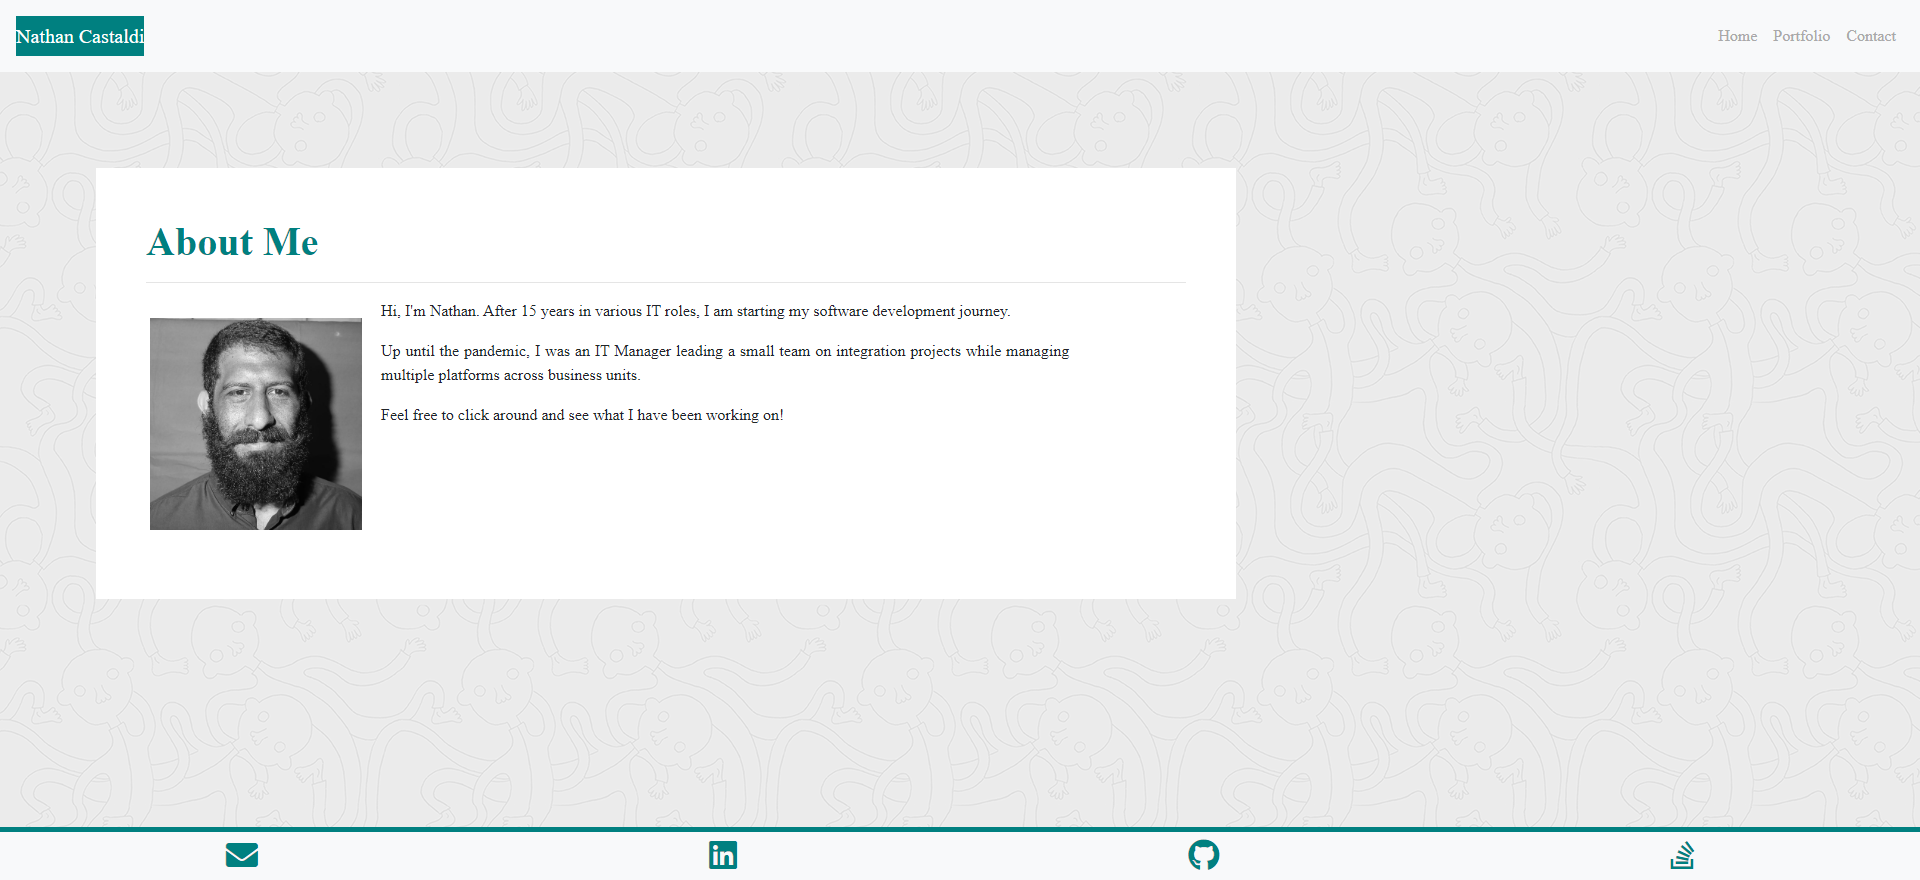 Nathan Castaldi
Home Portfolio Contact
About Me
Hi, I'm Nathan. After 15 years in various IT roles, I am starting my software development journey.
Up until the pandemic, I was an IT Manager leading a small team on integration projects while managing
multiple platforms across business units.
Feel free to click around and see what I have been working on!
in